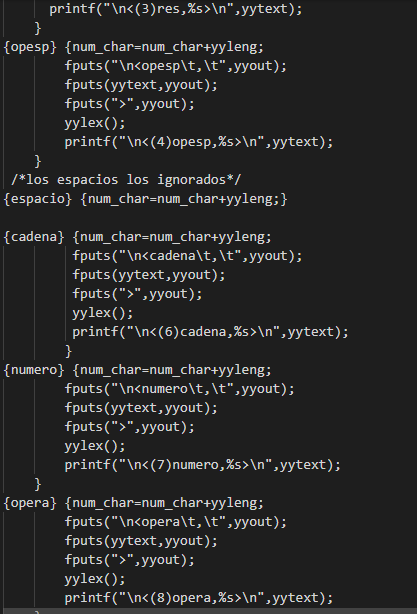 printf("\n<(3)res,%s>\n",yytext);
}
{opesp} {num_char=num_char+yyleng;
fputs("\n<opesp\t,\t",yyout);
fputs(yytext,yyout);
fputs(">",yyout);
yylex();
printf("\n<(4)opesp,%s>\n",yytext);
}
/*los espacios los ignorados*/
{espacio} {num_char=num_char+yyleng;}
{cadena} {num_char=num_char+yyleng;
fputs("\n<cadena\t,\t",yyout);
fputs(yytext,yyout);
fputs(">",yyout);
yylex();
printf("\n<(6)cadena,%s>\n",yytext);
}
{numero} {num_char=num_char+yyleng;
fputs("\n<numero\t,\t",yyout);
fputs(yytext,yyout);
fputs(">",yyout);
yylex();
printf("\n<(7)numero,%s>\n",yytext);
}
{opera} {num_char=num_char+yyleng;
fputs("\n<opera\t,\t",yyout);
fputs(yytext,yyout);
fputs(">",yyout);
yylex();
printf("\n<(8)opera,%s>\n",yytext);